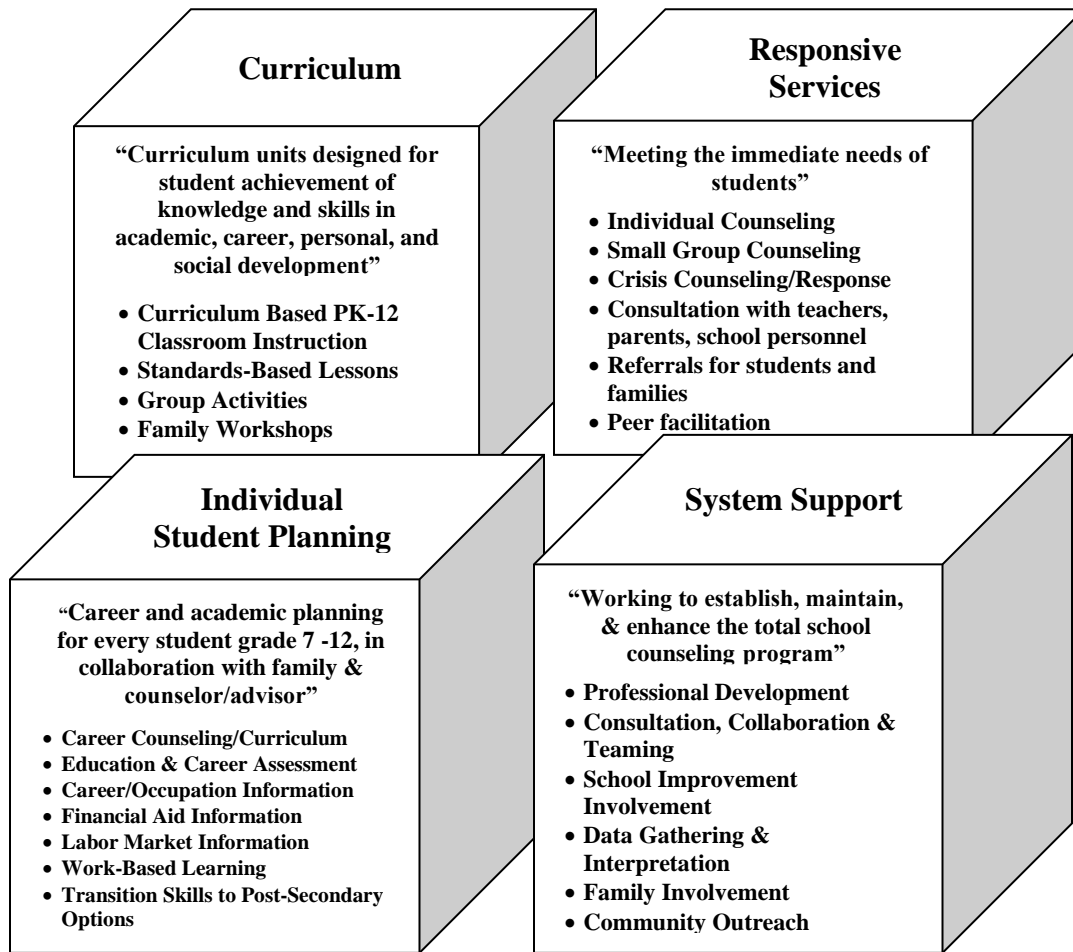 Curriculum
“Curriculum units designed for
student achievement of
knowledge and skills in
academic, career, personal, and
social development”
• Curriculum Based PK-12
Classroom Instruction
• Standards-Based Lessons
• Group Activities
• Family Workshops
Responsive
Services
“Meeting the immediate needs of
students”
• Individual Counseling
• Small Group Counseling
• Crisis Counseling/Response
• Consultation with teachers,
parents, school personnel
• Referrals for students and
families
• Peer facilitation
Individual
Student Planning
“Career and academic planning
for every student grade 7 -12, in
collaboration with family &
counselor/advisor”
• Career Counseling/Curriculum
• Education & Career Assessment
• Career/Occupation Information
• Financial Aid Information
• Labor Market Information
• Work-Based Learning
• Transition Skills to Post-Secondary
Options
System Support
“Working to establish, maintain,
& enhance the total school
counseling program”
• Professional Development
• Consultation, Collaboration &
Teaming
• School Improvement
Involvement
• Data Gathering &
Interpretation
• Family Involvement
• Community Outreach